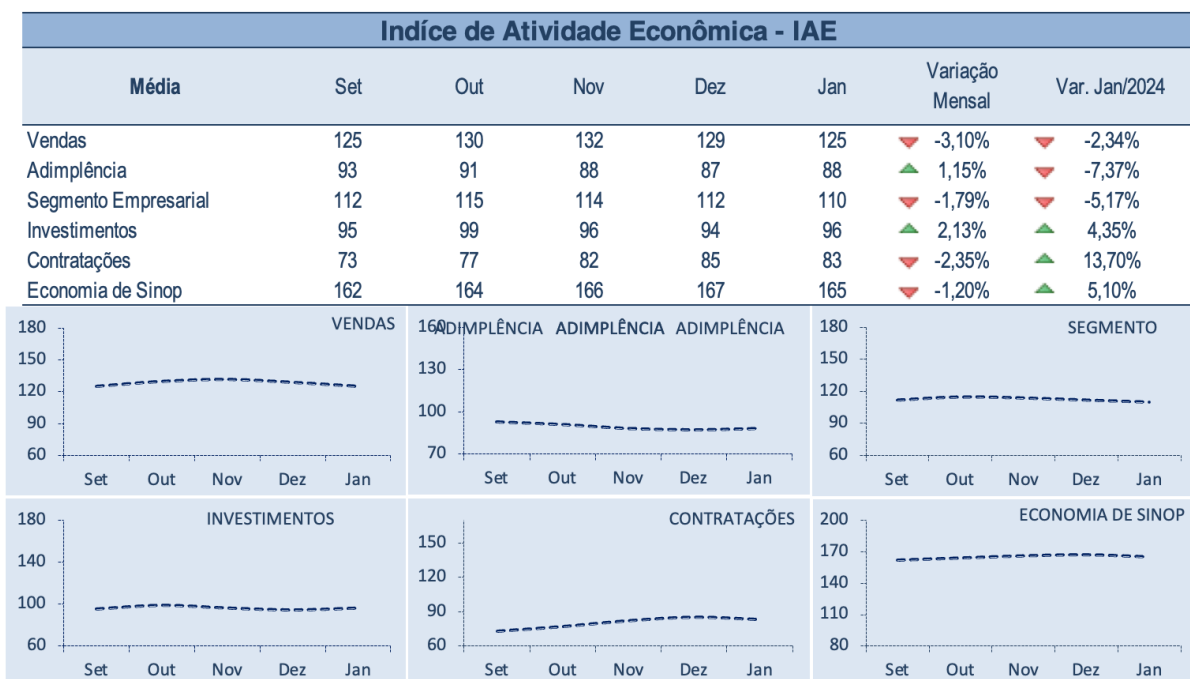 Indíce de Atividade Econômica - IAE
Média Set Out Nov Dez Jan Variação Mensal Var. Jan/2024
Vendas 125 130 132 129 125 -3,10% -2,34%
Adimplência 93 91 88 87 88 1,15% -7,37%
Segmento Empresarial 112 115 114 112 110 -1,79% -5,17%
Investimentos 95 99 96 94 96 2,13% 4,35%
Contratações 73 77 82 85 83 -2,35% 13,70%
Economia de Sinop 162 164 166 167 165 -1,20% 5,10%
VENDAS
180
150
120
90
60
Set Out Nov Dez Jan
ADIMPLÊNCIA ADIMPLÊNCIA ADIMPLÊNCIA
160
130
100
70
Set Out Nov Dez Jan
SEGMENTO
180
150
120
90
60
Set Out Nov Dez Jan
INVESTIMENTOS
180
140
100
60
Set Out Nov Dez Jan
CONTRATAÇÕES
150
120
90
60
Set Out Nov Dez Jan
ECONOMIA DE SINOP
200
170
140
110
80
Set Out Nov Dez Jan